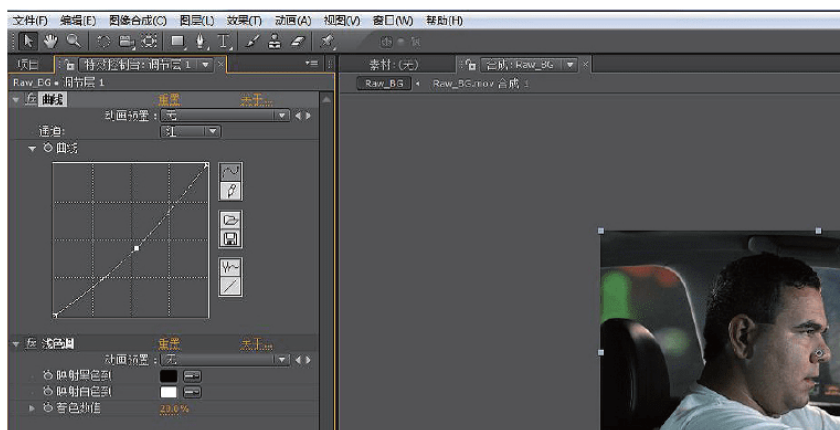 文件(F) 编辑(E) 图像合成(C) 图层(L) 效果(T) 动画(A) 视图(V) 窗口(W) 帮助(H)
项目 特效控制台: 调节层 1 素材: (无) 合成: Raw_BG
Raw_BG • 调节层 1 Raw_BG Raw_BG.mov 合成 1
曲线 重置 关于...
动画预置: 无
通道: 红
曲线
浅色调 重置 关于...
动画预置: 无
映射黑色到
映射白色到
着色数值 20.0 %